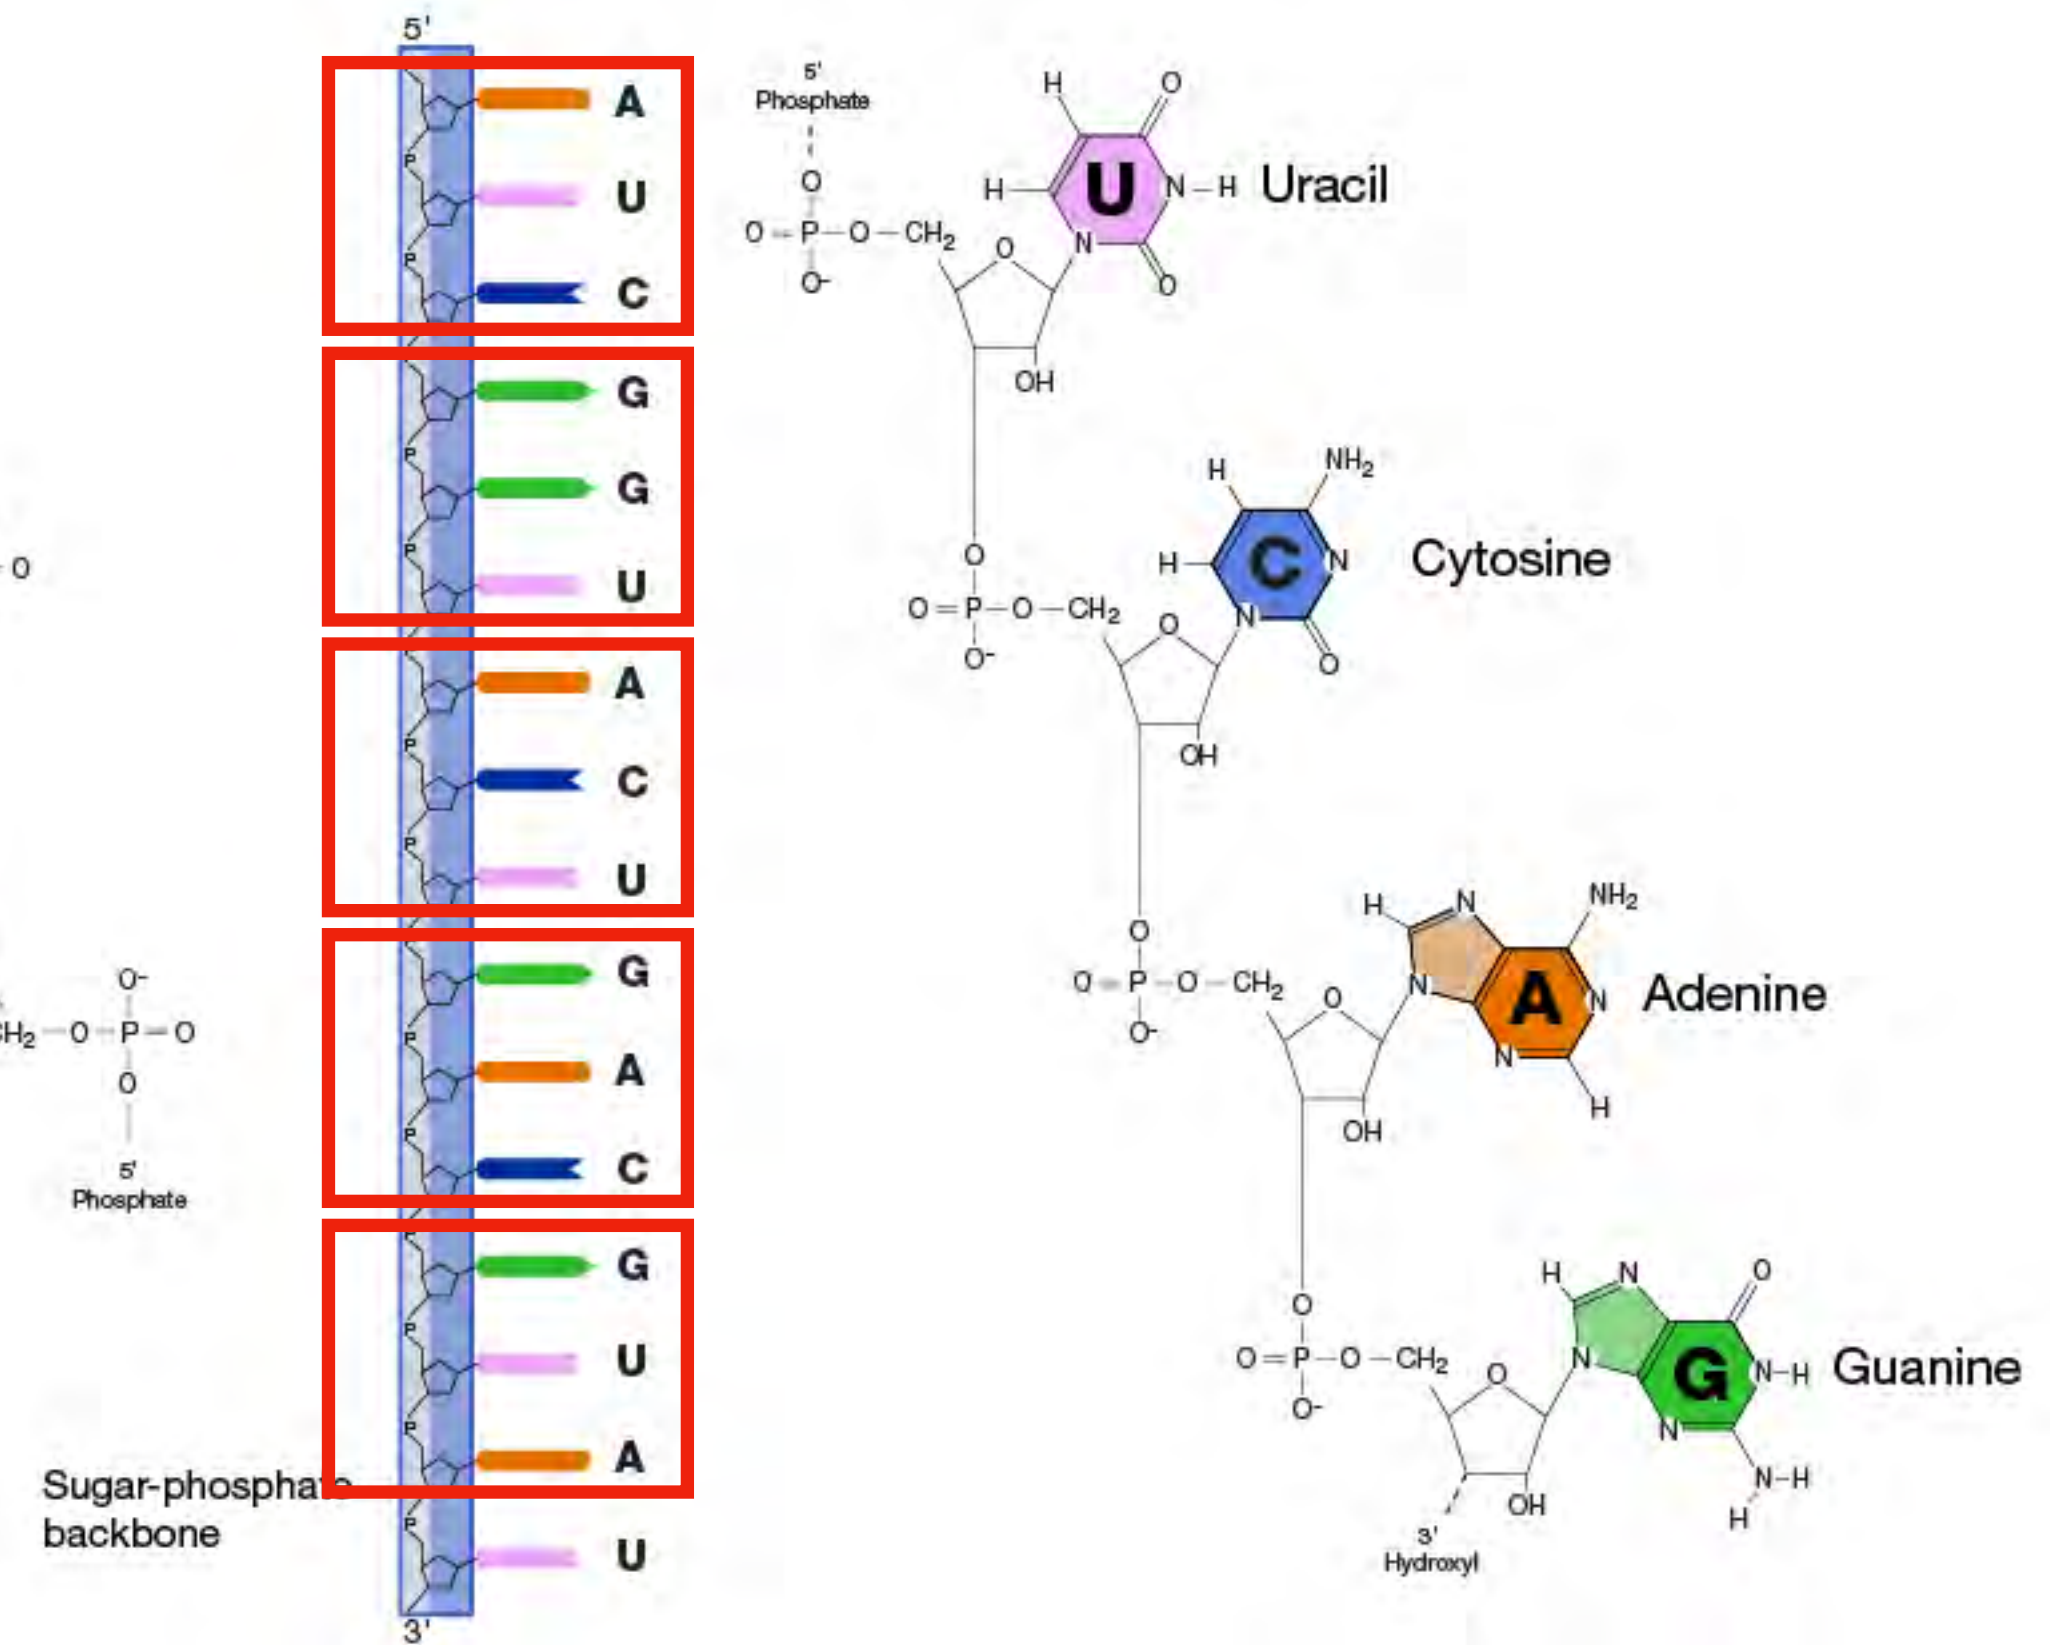 5'
A
P
U
P
C
G
P
G
P
U
A
P
C
P
U
G
P
A
P
C
G
P
U
P
A
P
U
3'
Sugar-phosphate
backbone
O
O-
CH2 O P O
O
5'
Phosphate
5'
Phosphate
O
O=P-O-CH2
O-
O
OH
H
O
H
U
N-H
N
O
Uracil
O
O=P-O-CH2
O-
O
OH
H
NH2
H
C
N
N
O
Cytosine
O
O=P-O-CH2
O-
O
OH
H
N
NH2
N
A
N
N
H
Adenine
O
O=P-O-CH2
O-
O
OH
H
N
O
N
G
N-H
N
N-H
H
Guanine
3'
Hydroxyl